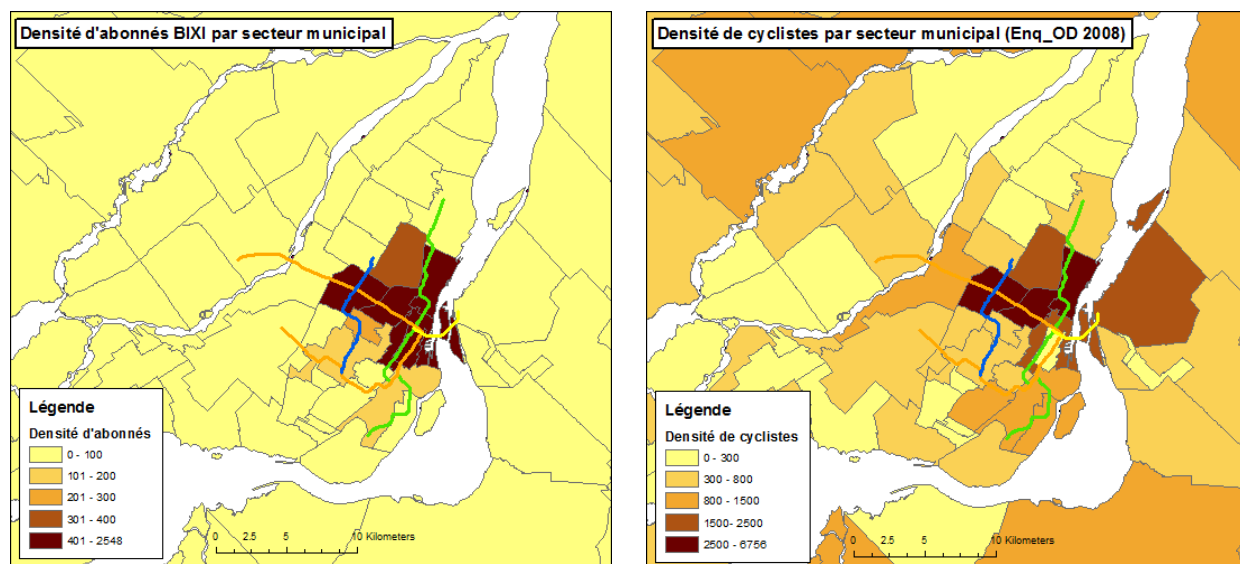 Densité d'abonnés BIXI par secteur municipal
Légende
Densité d'abonnés
0 - 100
101 - 200
201 - 300
301 - 400
401 - 2548
0 2.5 5 10 Kilometers
Densité de cyclistes par secteur municipal (Enq_OD 2008)
Légende
Densité de cyclistes
0 - 300
300 - 800
800 - 1500
1500- 2500
2500 - 6756
0 2.5 5 10 Kilometers